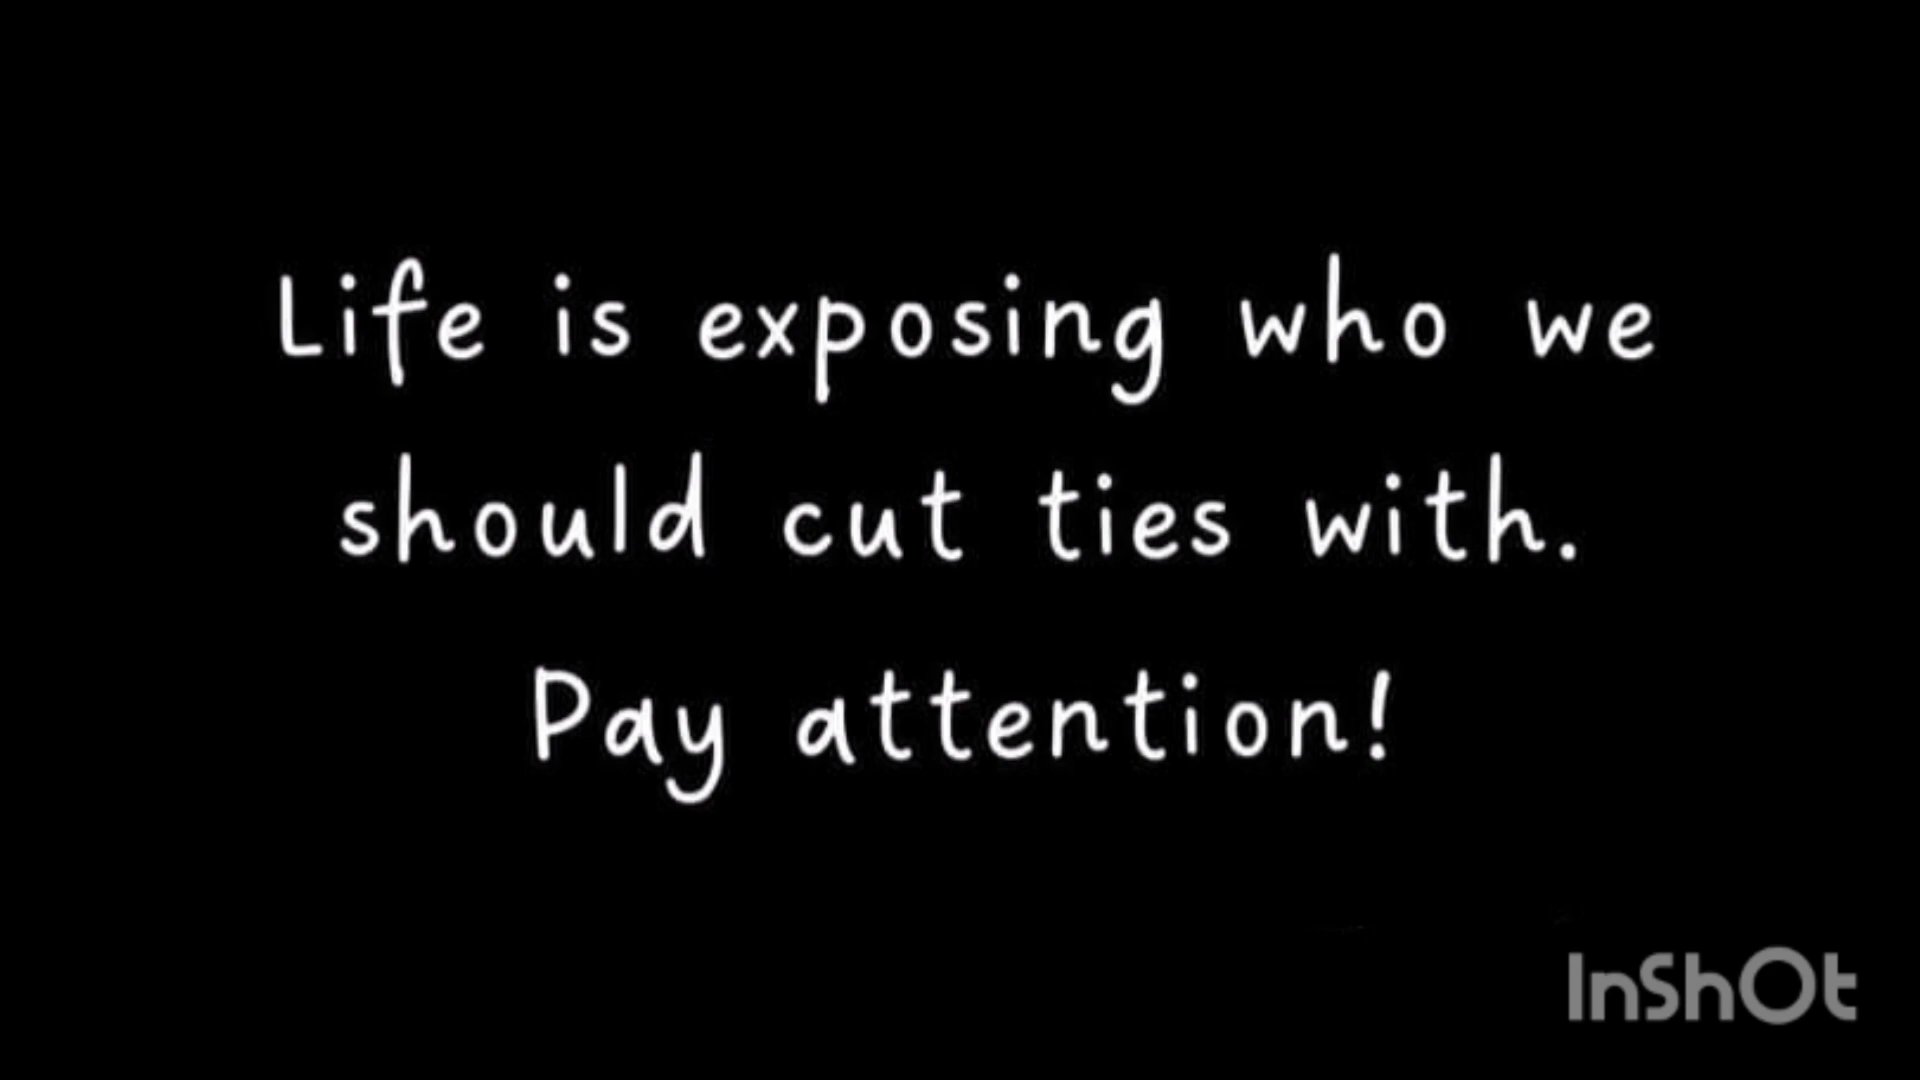 Life is exposing who we
should cut ties with.
Pay attention!
InShOt